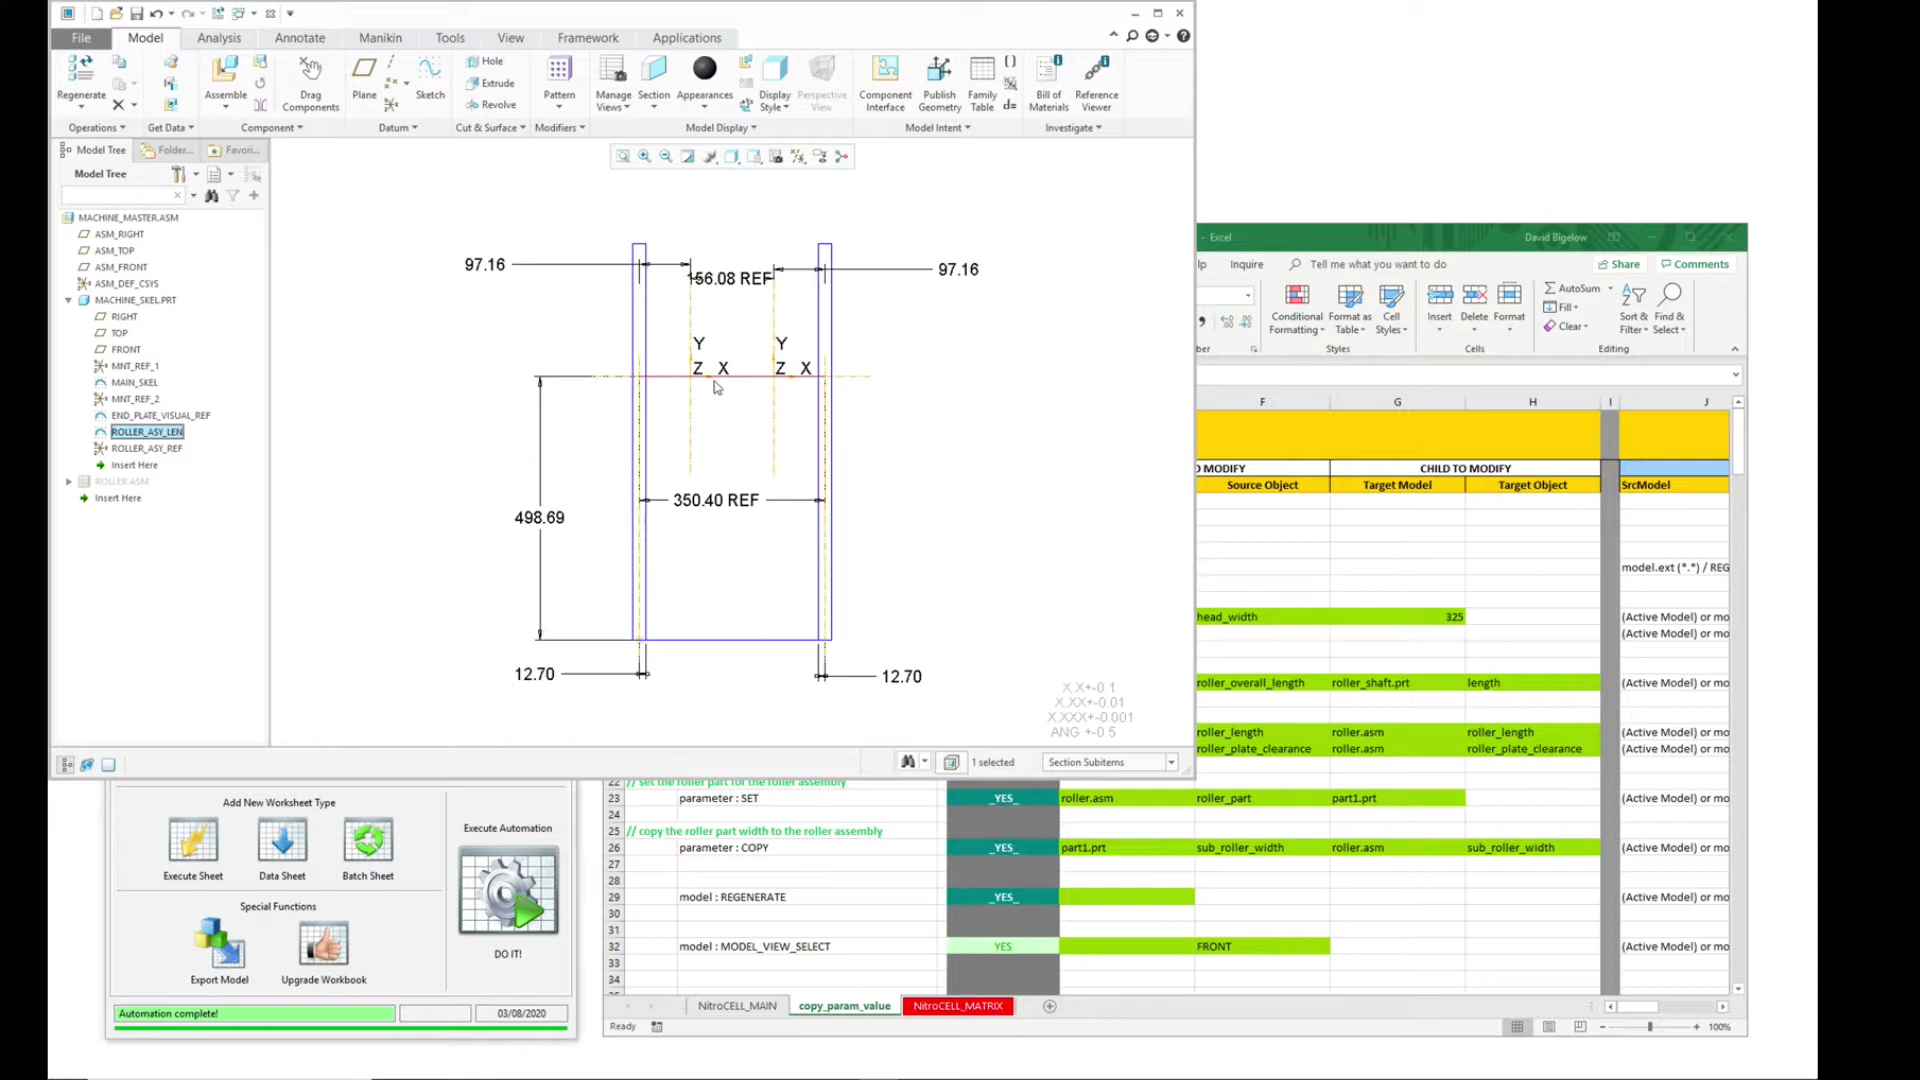 File Model Analysis Annotate Manikin Tools View Framework Applications
Regenerate Assemble Drag Components Plane Sketch Hole Extrude Revolve Pattern Manage Views Section Appearances Display Style Perspective View Component Interface Publish Geometry Family Table d= Bill of Materials Reference Viewer
Operations Get Data Component Datum Cut & Surface Modifiers Model Display Model Intent Investigate
Model Tree Folder... Favori...
Model Tree
MACHINE_MASTER.ASM
ASM_RIGHT
ASM_TOP
ASM_FRONT
ASM_DEF_CSYS
MACHINE_SKEL.PRT
RIGHT
TOP
FRONT
MNT_REF_1
MAIN_SKEL
MNT_REF_2
END_PLATE_VISUAL_REF
ROLLER_ASY_LEN
ROLLER_ASY_REF
Insert Here
ROLLER.ASM
Insert Here
97.16
156.08 REF
97.16
Y Y
Z X Z X
350.40 REF
498.69
12.70
12.70
X.X+-0.1
X.XX+-0.01
X.XXX+-0.001
ANG +-0.5
1 selected Section Subitems
- Excel David Bigelow
lp Inquire Tell me what you want to do Share Comments
Conditional Formatting Format as Table Cell Styles Insert Delete Format AutoSum Fill Clear Sort & Filter Find & Select
ber Styles Cells Editing
F G H I J
O MODIFY CHILD TO MODIFY
Source Object Target Model Target Object SrcModel
model.ext (*.*) / REG
head_width 325 (Active Model) or mo
(Active Model) or mo
roller_overall_length roller_shaft.prt length (Active Model) or mo
roller_length roller.asm roller_length (Active Model) or mo
roller_plate_clearance roller.asm roller_plate_clearance (Active Model) or mo
22 // set the roller part for the roller assembly
23 parameter : SET _YES_ roller.asm roller_part part1.prt (Active Model) or mo
24
25 // copy the roller part width to the roller assembly
26 parameter : COPY _YES_ part1.prt sub_roller_width roller.asm sub_roller_width (Active Model) or mo
27
28
29 model : REGENERATE _YES_ (Active Model) or mo
30
31
32 model : MODEL_VIEW_SELECT YES FRONT (Active Model) or mo
33
34
NitroCELL_MAIN copy_param_value NitroCELL_MATRIX
Ready 100%
Add New Worksheet Type
Execute Sheet Data Sheet Batch Sheet
Special Functions
Export Model Upgrade Workbook
Execute Automation
DO IT!
Automation complete! 03/08/2020